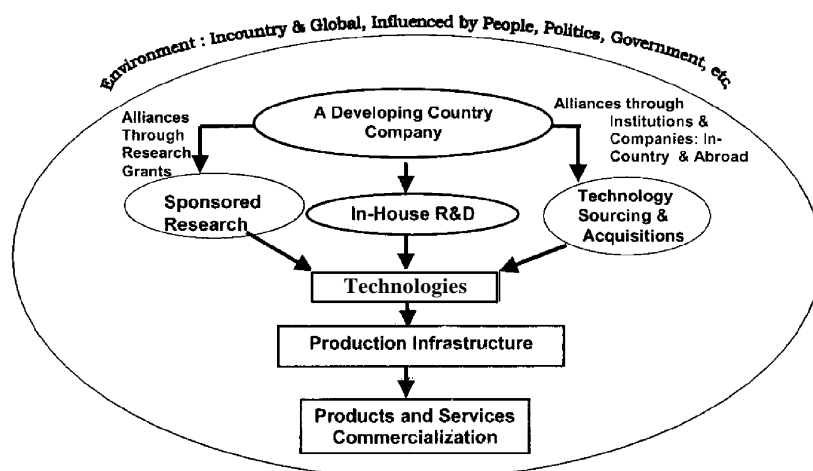 Environment : Incountry & Global, Influenced by People, Politics, Government, etc.
A Developing Country
Company
Alliances
Through
Research
Grants
Alliances through
Institutions &
Companies: In-
Country & Abroad
Sponsored
Research
In-House R&D
Technology
Sourcing &
Acquisitions
Technologies
Production Infrastructure
Products and Services
Commercialization